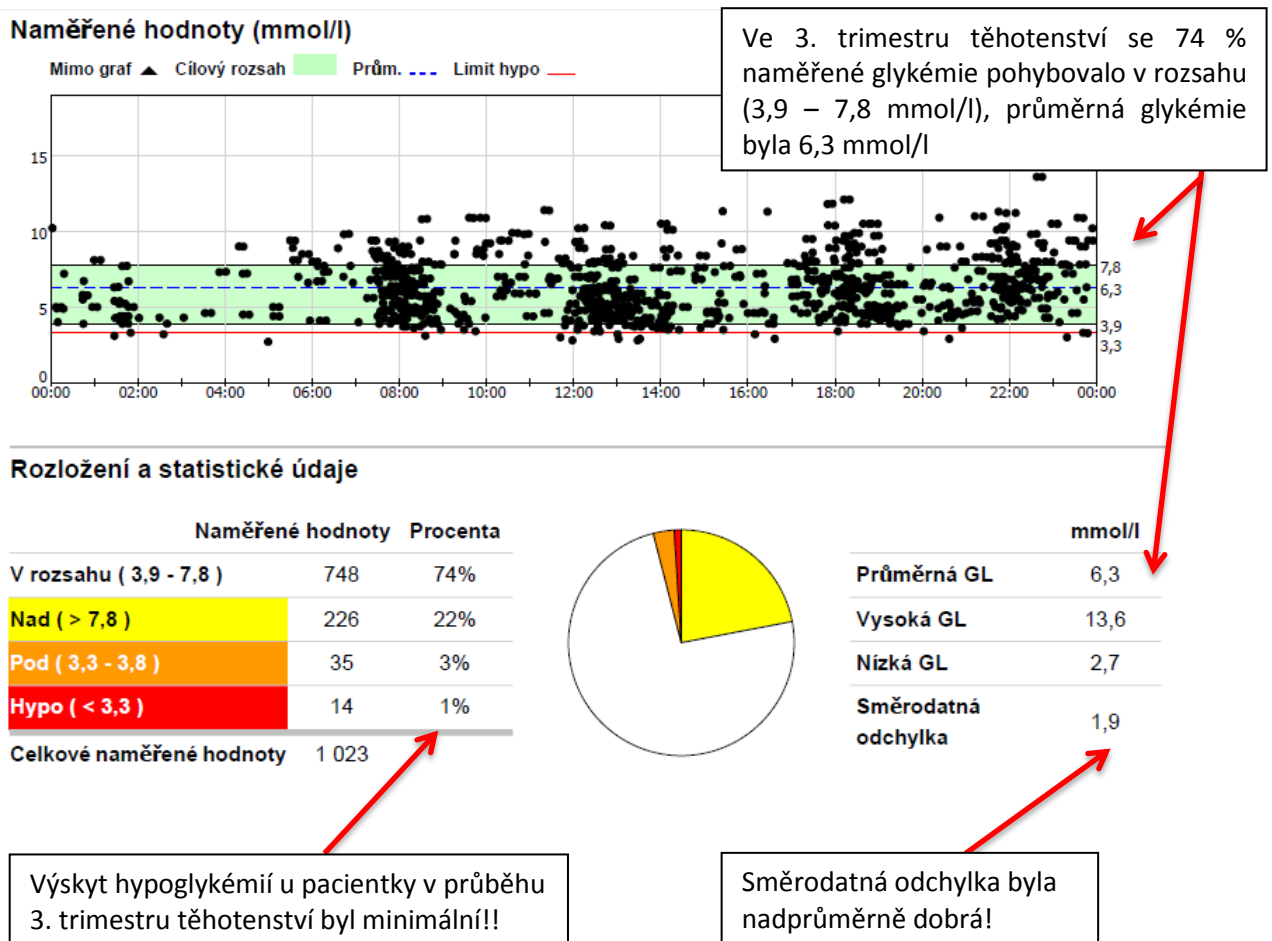 Naměřené hodnoty (mmol/l)
Mimo graf Cílový rozsah Prům. Limit hypo
Ve 3. trimestru těhotenství se 74 %
naměřené glykémie pohybovalo v rozsahu
(3,9 – 7,8 mmol/l), průměrná glykémie
byla 6,3 mmol/l
15
10
5
0
7,8
6,3
3,9
3,3
00:00 02:00 04:00 06:00 08:00 10:00 12:00 14:00 16:00 18:00 20:00 22:00 00:00
Rozložení a statistické údaje
Naměřené hodnoty Procenta
V rozsahu ( 3,9 - 7,8 ) 748 74%
Nad ( > 7,8 ) 226 22%
Pod ( 3,3 - 3,8 ) 35 3%
Hypo ( < 3,3 ) 14 1%
Celkové naměřené hodnoty 1 023
mmol/l
Průměrná GL 6,3
Vysoká GL 13,6
Nízká GL 2,7
Směrodatná
odchylka 1,9
Výskyt hypoglykémií u pacientky v průběhu
3. trimestru těhotenství byl minimální!!
Směrodatná odchylka byla
nadprůměrně dobrá!